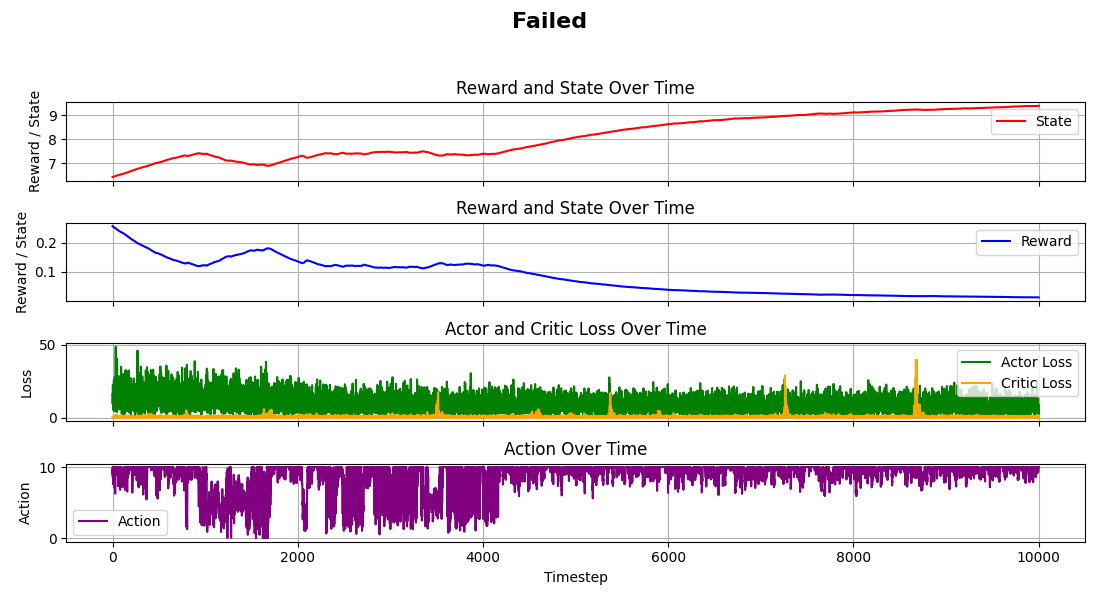 Failed
Reward and State Over Time
Reward / State
9
8
7
State
Reward and State Over Time
Reward / State
0.2
0.1
Reward
Actor and Critic Loss Over Time
Loss
50
0
Actor Loss
Critic Loss
Action Over Time
Action
10
0
Action
0 2000 4000 6000 8000 10000
Timestep